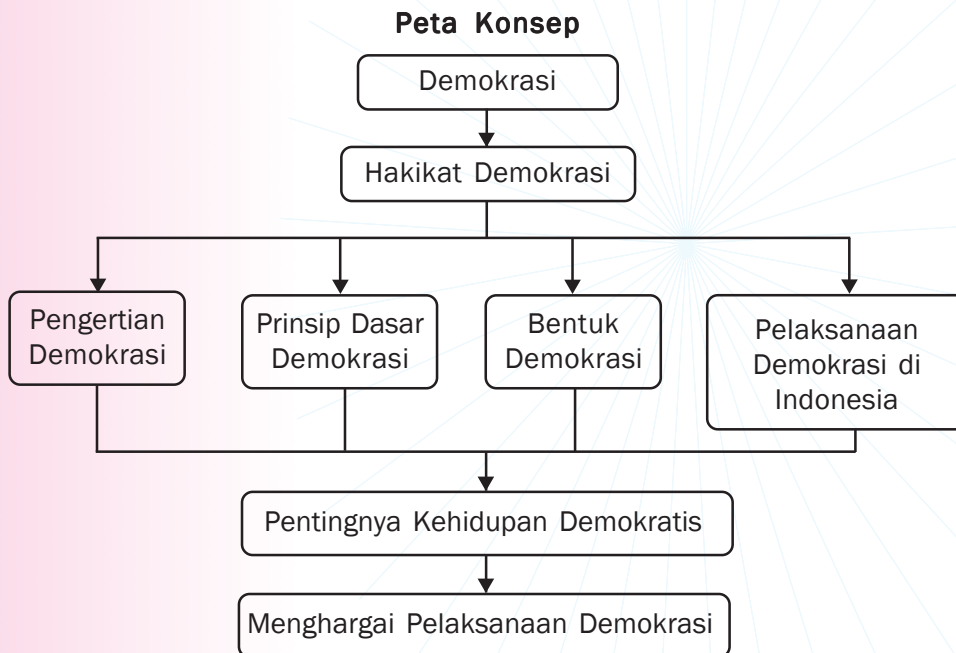 Peta Konsep
Demokrasi
Hakikat Demokrasi
Pengertian
Demokrasi
Prinsip Dasar
Demokrasi
Bentuk
Demokrasi
Pelaksanaan
Demokrasi di
Indonesia
Pentingnya Kehidupan Demokratis
Menghargai Pelaksanaan Demokrasi